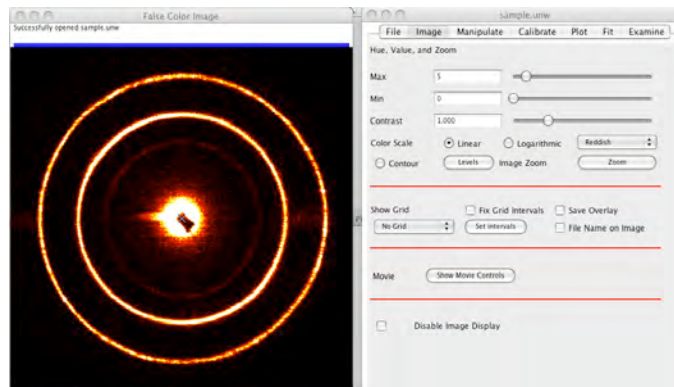 False Color Image
Successfully opened sample.unw
sample.unw
File Image Manipulate Calibrate Plot Fit Examine
Hue, Value, and Zoom
Max 5
Min 0
Contrast 1.000
Color Scale Linear Logarithmic Reddish
Contour Levels Image Zoom Zoom
Show Grid Fix Grid Intervals Save Overlay
No Grid Set Intervals File Name on Image
Movie Show Movie Controls
Disable Image Display